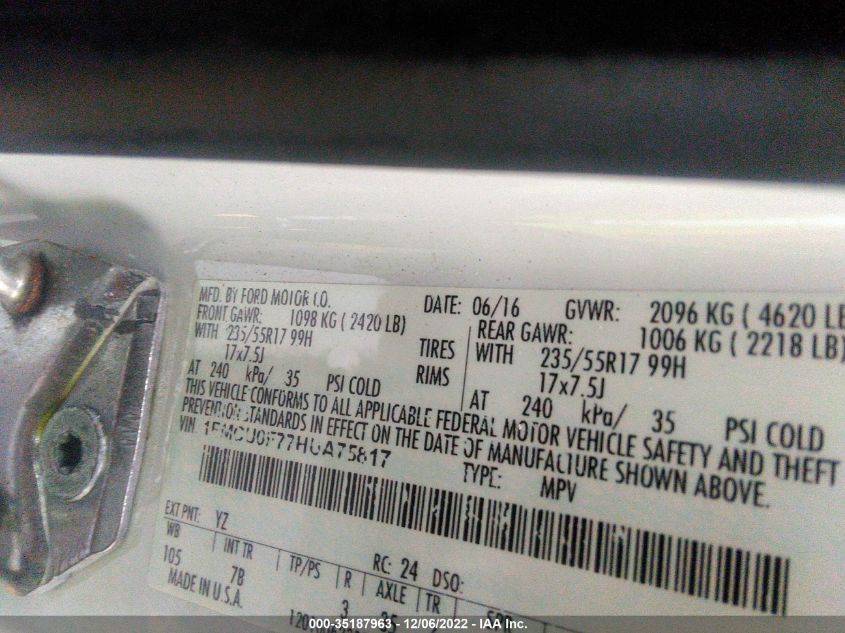 MFD. BY FORD MOTOR CO.
DATE: 06/16 GVWR: 2096 KG ( 4620 LB
FRONT GAWR: 1098 KG ( 2420 LB)
REAR GAWR: 1006 KG ( 2218 LB)
WITH 235/55R17 99H TIRES WITH 235/55R17 99H
17x7.5J RIMS 17x7.5J
AT 240 kPa/ 35 PSI COLD AT 240 kPa/ 35 PSI COLD
THIS VEHICLE CONFORMS TO ALL APPLICABLE FEDERAL MOTOR VEHICLE SAFETY AND THEFT
PREVENTION STANDARDS IN EFFECT ON THE DATE OF MANUFACTURE SHOWN ABOVE.
VIN: 1FMCU0F77HUA75817
TYPE: MPV
EXT PNT: YZ RC: 24 DSO:
WB INT TR TP/PS R AXLE TR
105 7B 3 35
MADE IN U.S.A.
000-35187963 - 12/06/2022 - IAA Inc.